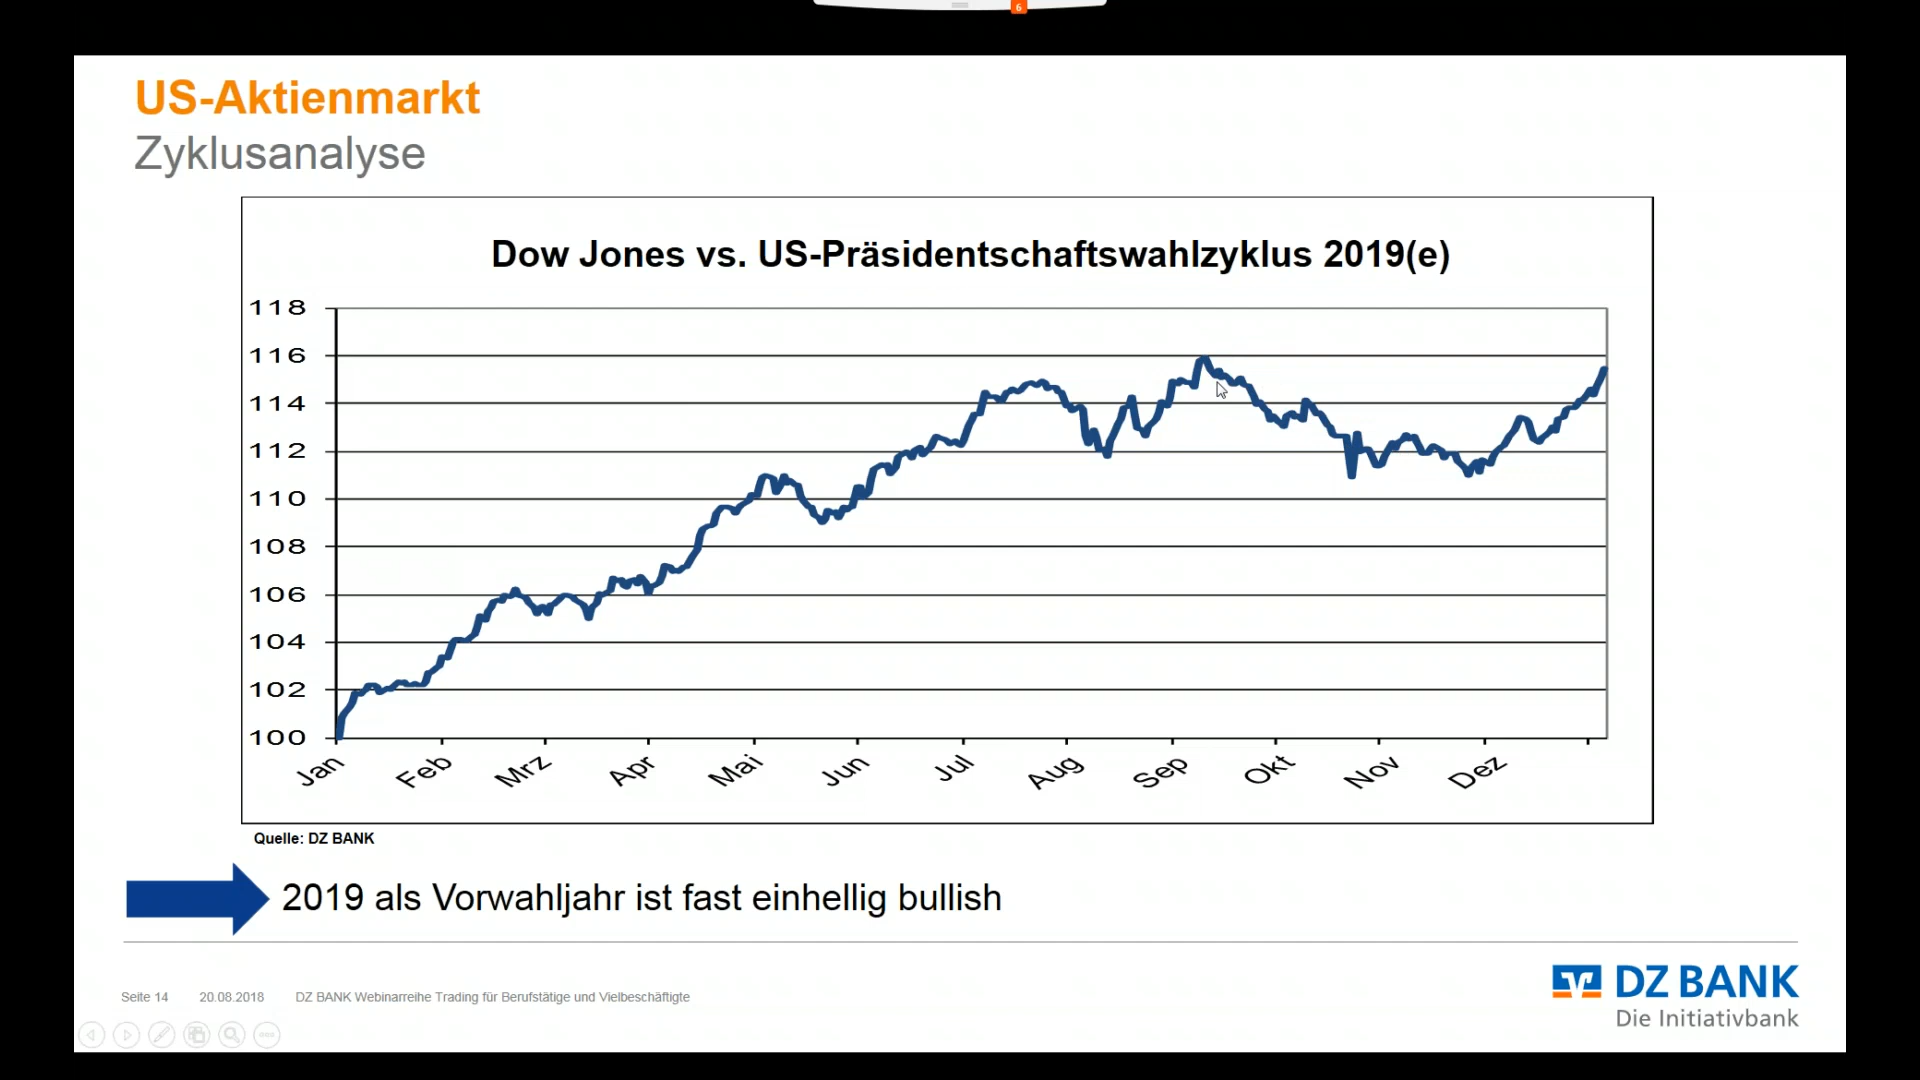 6
US-Aktienmarkt
Zyklusanalyse
Dow Jones vs. US-Präsidentschaftswahlzyklus 2019(e)
118
116
114
112
110
108
106
104
102
100
Jan Feb Mrz Apr Mai Jun Jul Aug Sep Okt Nov Dez
Quelle: DZ BANK
2019 als Vorwahljahr ist fast einhellig bullish
Seite 14 20.08.2018 DZ BANK Webinarreihe Trading für Berufstätige und Vielbeschäftigte
DZ BANK
Die Initiativbank